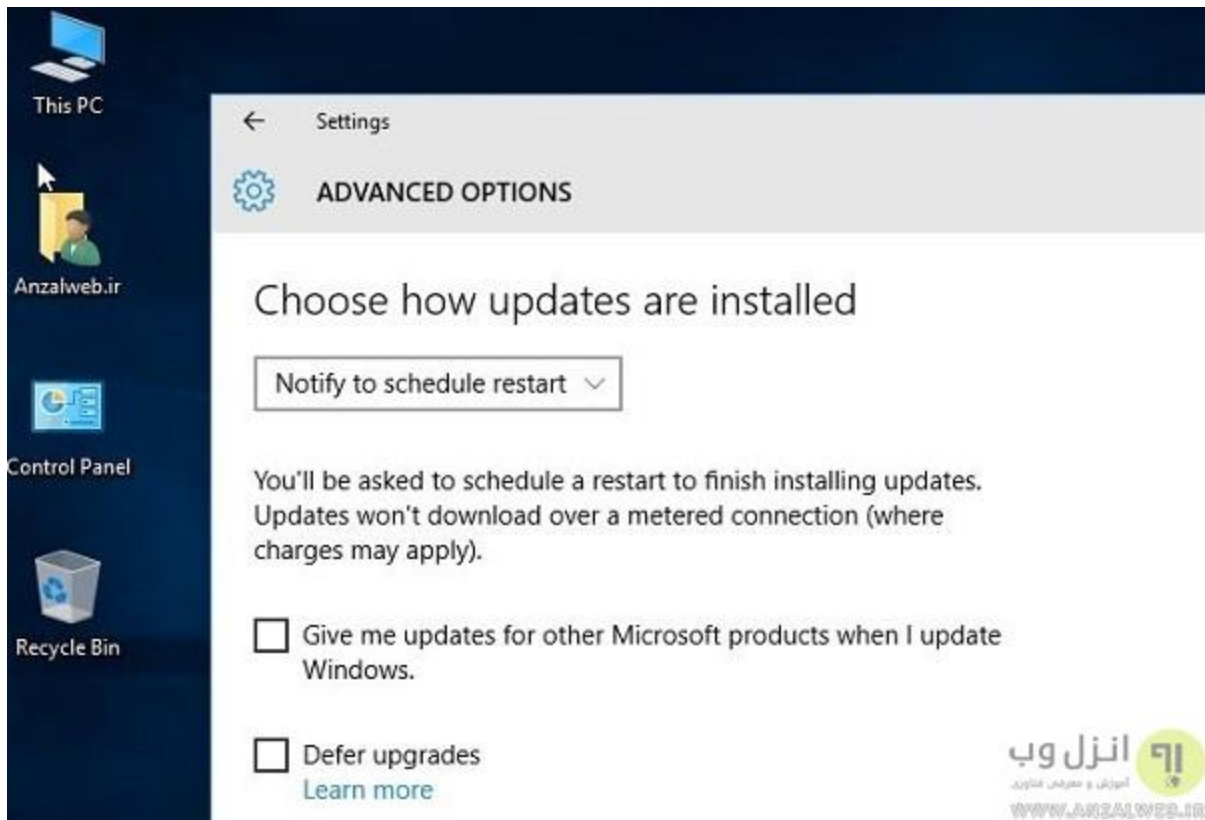 This PC
Anzalweb.ir
Control Panel
Recycle Bin
Settings
ADVANCED OPTIONS
Choose how updates are installed
Notify to schedule restart
You'll be asked to schedule a restart to finish installing updates.
Updates won't download over a metered connection (where
charges may apply).
Give me updates for other Microsoft products when I update
Windows.
Defer upgrades
Learn more
انزل وب
آموزش و معرفی فناوری
WWW.ANZALWEB.IR